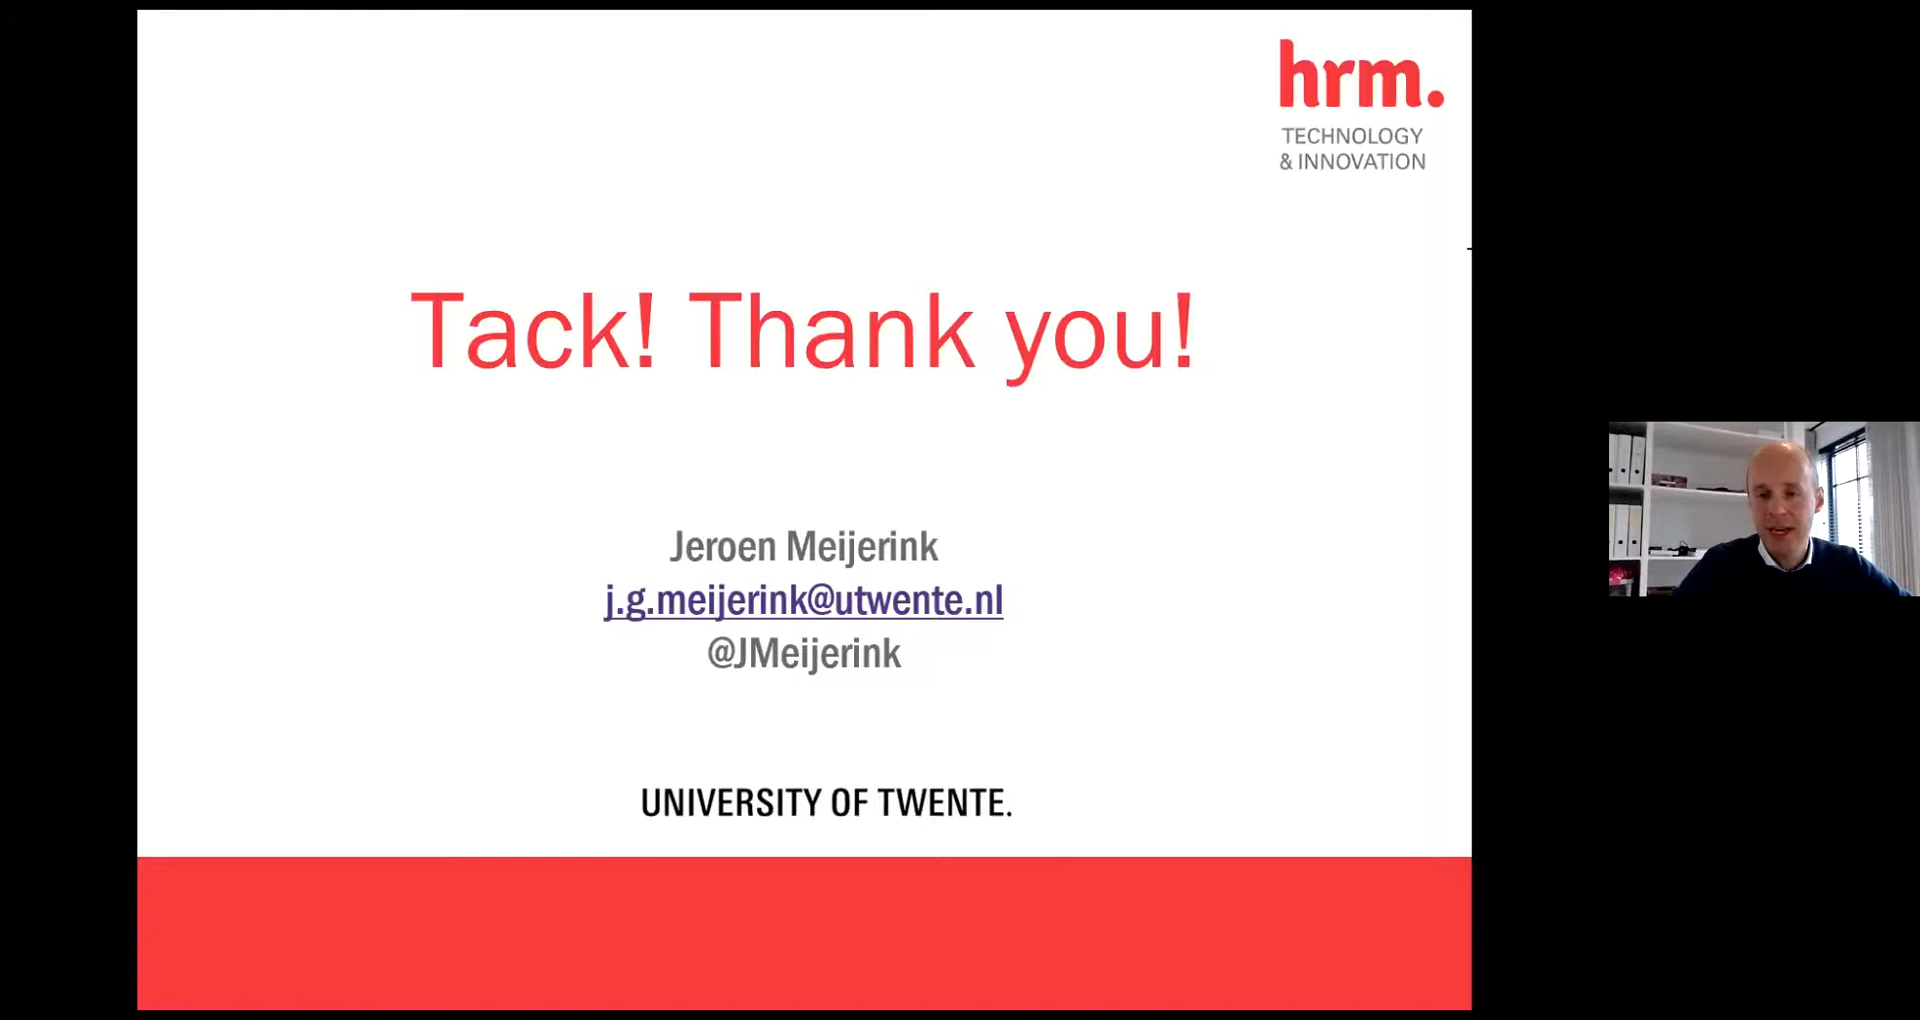 hrm.
TECHNOLOGY
& INNOVATION
Tack! Thank you!
Jeroen Meijerink
j.g.meijerink@utwente.nl
@JMeijerink
UNIVERSITY OF TWENTE.